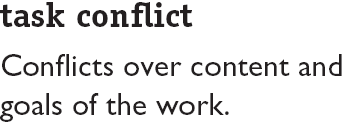 task conflict
Conflicts over content and
goals of the work.